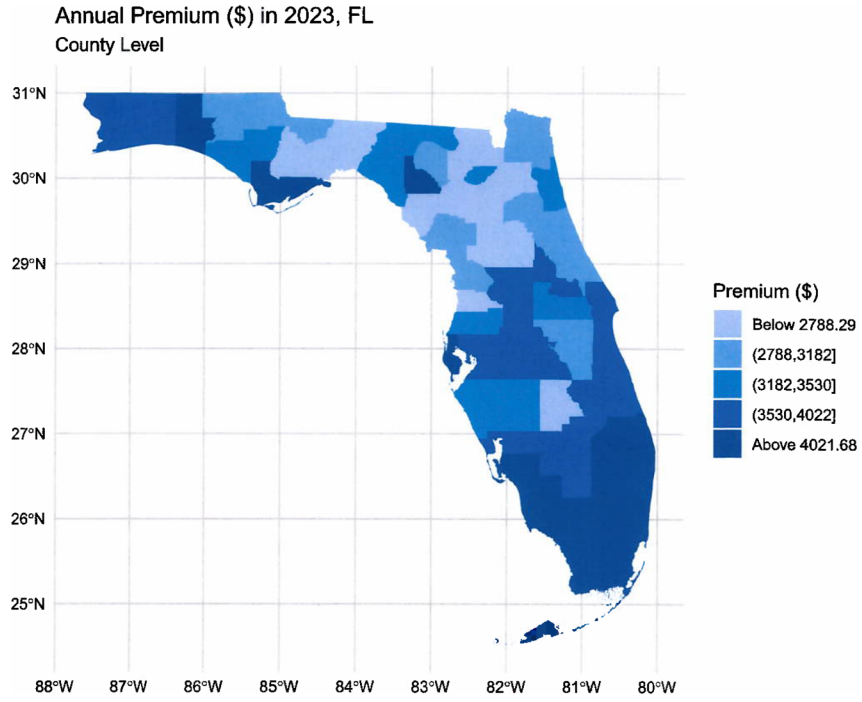 Annual Premium ($) in 2023, FL
County Level
31°N
30°N
29°N
28°N
27°N
26°N
25°N
88°W 87°W 86°W 85°W 84°W 83°W 82°W 81°W 80°W
Premium ($)
Below 2788.29
(2788,3182]
(3182,3530]
(3530,4022]
Above 4021.68